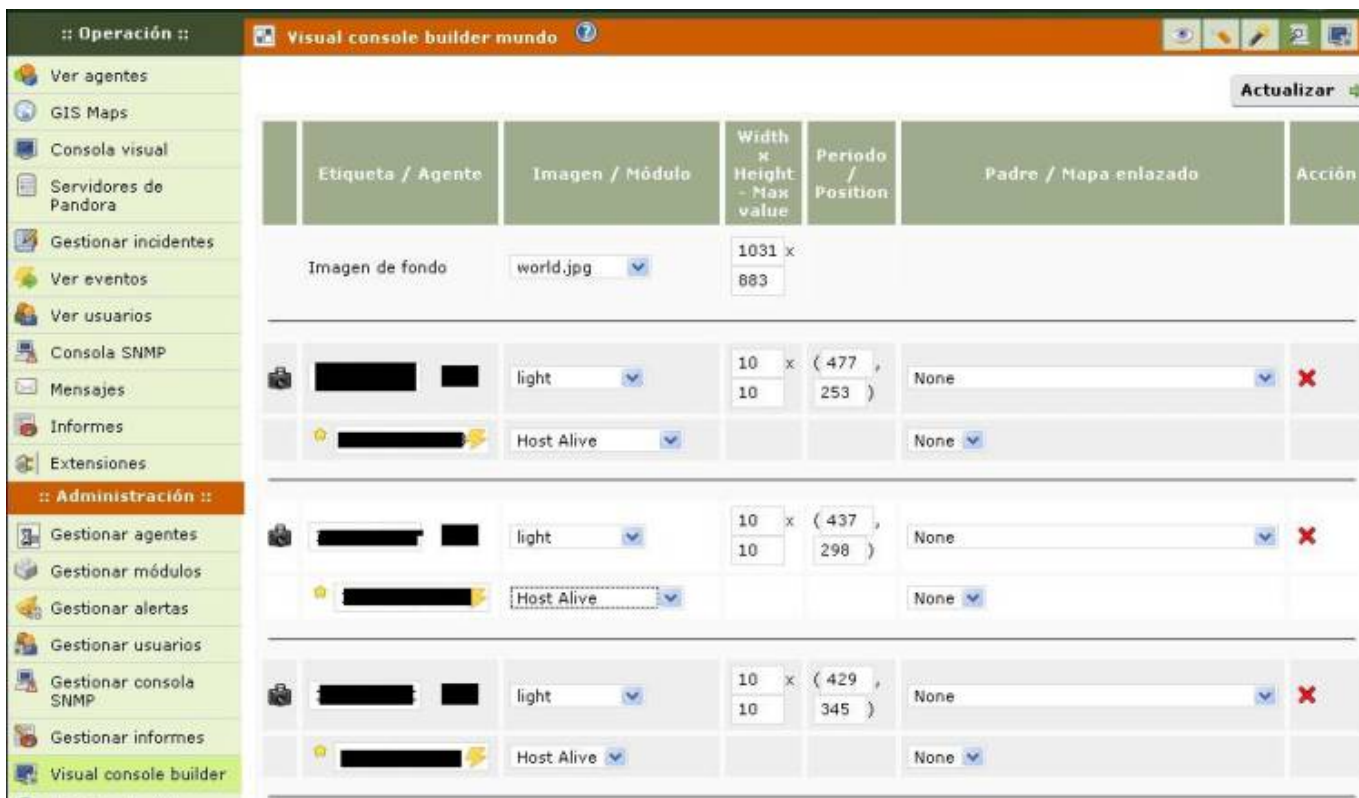 :: Operación ::
Ver agentes
GIS Maps
Consola visual
Servidores de
Pandora
Gestionar incidentes
Ver eventos
Ver usuarios
Consola SNMP
Mensajes
Informes
Extensiones
:: Administración ::
Gestionar agentes
Gestionar módulos
Gestionar alertas
Gestionar usuarios
Gestionar consola
SNMP
Gestionar informes
Visual console builder
Visual console builder mundo
Actualizar
Etiqueta / Agente
Imagen / Módulo
Width
x
Height
- Max
value
Periodo
/
Position
Padre / Mapa enlazado
Acción
Imagen de fondo
world.jpg
1031 x
883
light
10 x
10
( 477 ,
253 )
None
Host Alive
None
light
10 x
10
( 437 ,
298 )
None
Host Alive
None
light
10 x
10
( 429 ,
345 )
None
Host Alive
None